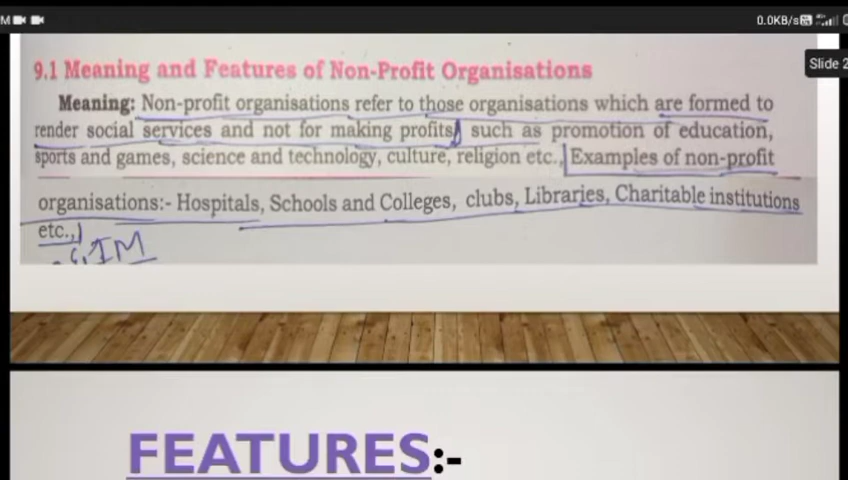 M
0.0KB/s
Slide 2
9.1 Meaning and Features of Non-Profit Organisations
Meaning: Non-profit organisations refer to those organisations which are formed to
render social services and not for making profits, such as promotion of education,
sports and games, science and technology, culture, religion etc., Examples of non-profit
organisations:- Hospitals, Schools and Colleges, clubs, Libraries, Charitable institutions
etc.,
IM
FEATURES:-